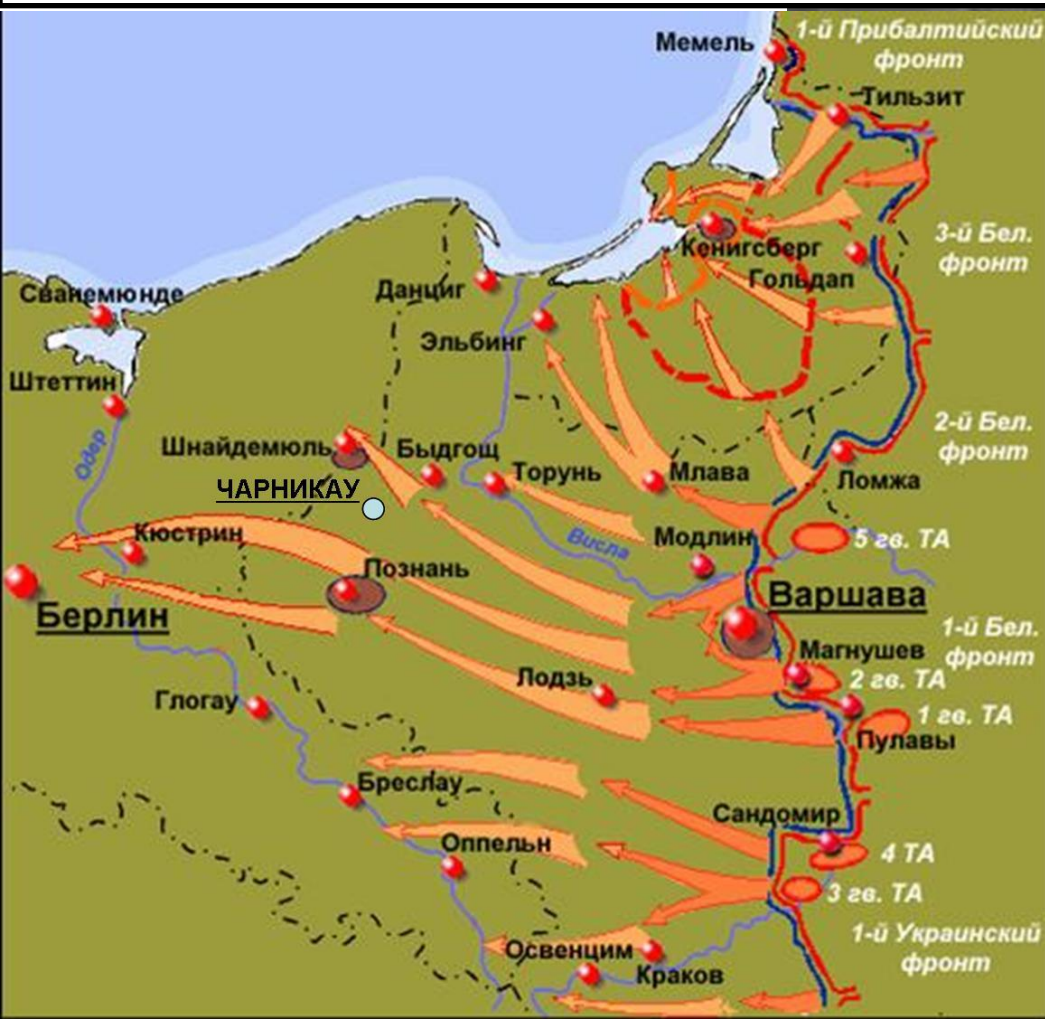 1-й Прибалтийский
фронт
Мемель
Тильзит
3-й Бел.
фронт
Кенигсберг
Гольдап
Данциг
Свинемюнде
Эльбинг
Штеттин
2-й Бел.
фронт
Одер
Шнайдемюль
Быдгощ
Торунь
Млава
Ломжа
ЧАРНИКАУ
Кюстрин
Висла
Модлин
5 гв. ТА
Познань
Варшава
Берлин
1-й Бел.
фронт
Магнушев
2 гв. ТА
Лодзь
Глогау
1 гв. ТА
Пулавы
Бреслау
Сандомир
Оппельн
4 ТА
3 гв. ТА
1-й Украинский
фронт
Освенцим
Краков